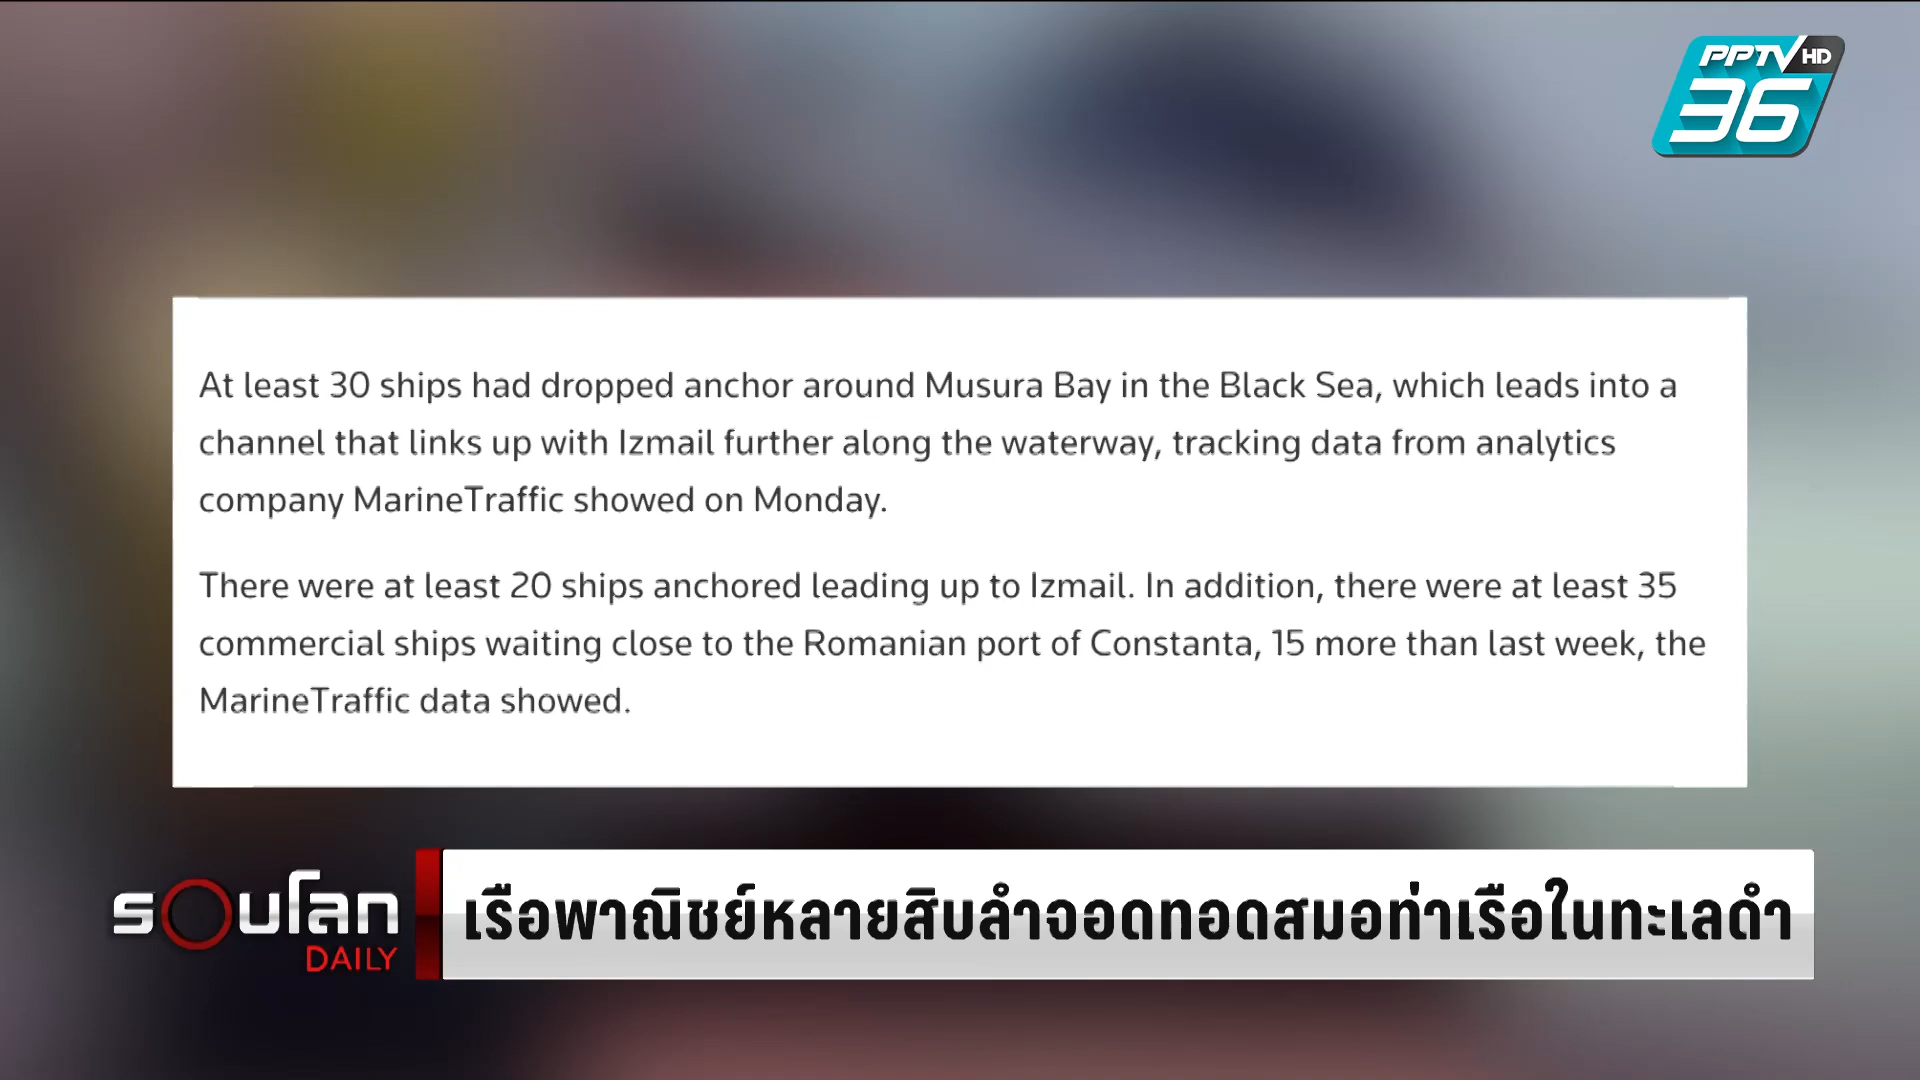 PPTV HD
36
At least 30 ships had dropped anchor around Musura Bay in the Black Sea, which leads into a
channel that links up with Izmail further along the waterway, tracking data from analytics
company MarineTraffic showed on Monday.
There were at least 20 ships anchored leading up to Izmail. In addition, there were at least 35
commercial ships waiting close to the Romanian port of Constanta, 15 more than last week, the
MarineTraffic data showed.
รอบโลก
DAILY
เรือพาณิชย์หลายสิบลำจอดทอดสมอท่าเรือในทะเลดำ